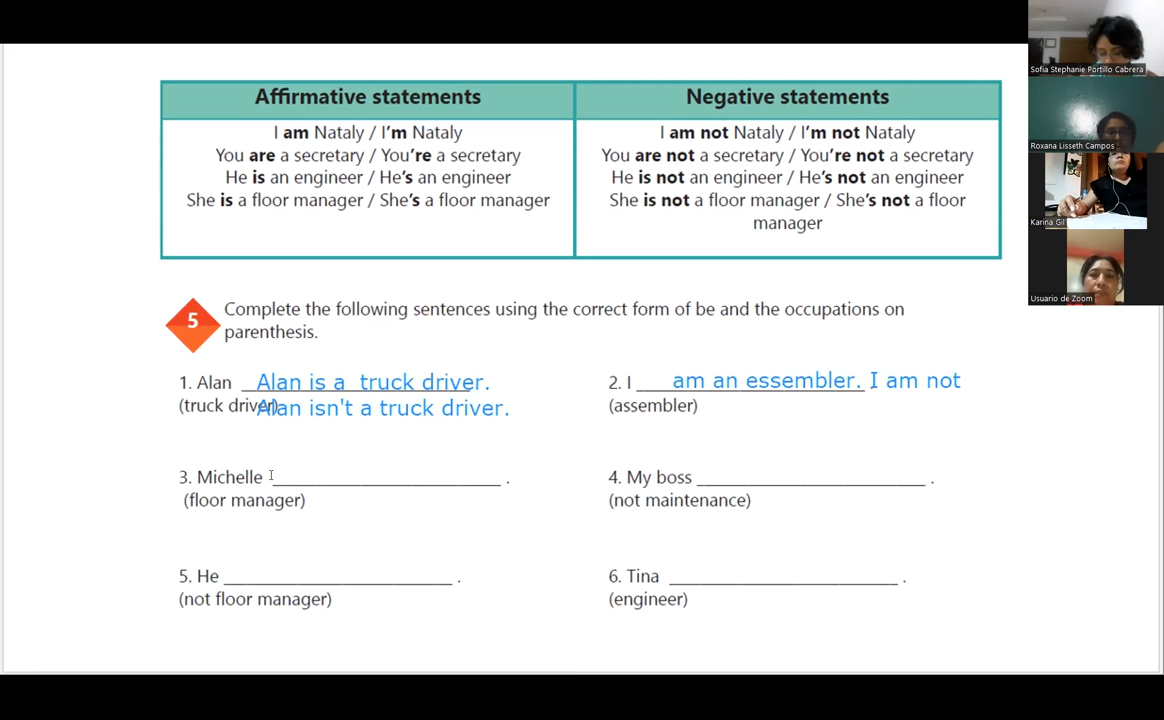 Affirmative statements
I am Nataly / I'm Nataly
You are a secretary / You're a secretary
He is an engineer / He's an engineer
She is a floor manager / She's a floor manager
Negative statements
I am not Nataly / I'm not Nataly
You are not a secretary / You're not a secretary
He is not an engineer / He's not an engineer
She is not a floor manager / She's not a floor
manager
5
Complete the following sentences using the correct form of be and the occupations on
parenthesis.
1. Alan Alan is a truck driver.
(truck driver)
Alan isn't a truck driver.
2. I am an essembler. I am not
(assembler)
3. Michelle ________________________ .
(floor manager)
4. My boss ________________________ .
(not maintenance)
5. He ________________________ .
(not floor manager)
6. Tina ________________________ .
(engineer)
Sofia Stephanie Portillo Cabrera
Roxana Lisseth Campos
Karina Gil
Usuario de Zoom